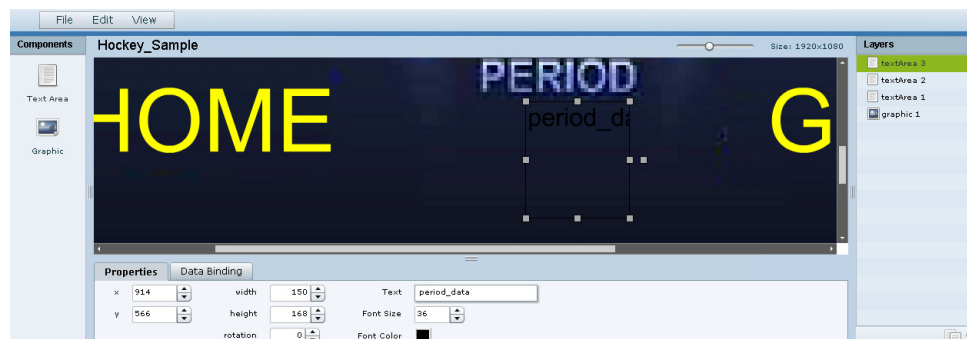 File Edit View
Components
Hockey_Sample
Size: 1920x1080
Layers
Text Area
Graphic
HOME
PERIOD
period_da
G
textArea 3
textArea 2
textArea 1
graphic 1
Properties Data Binding
x 914 width 150 Text period_data
y 566 height 168 Font Size 36
rotation 0 Font Color